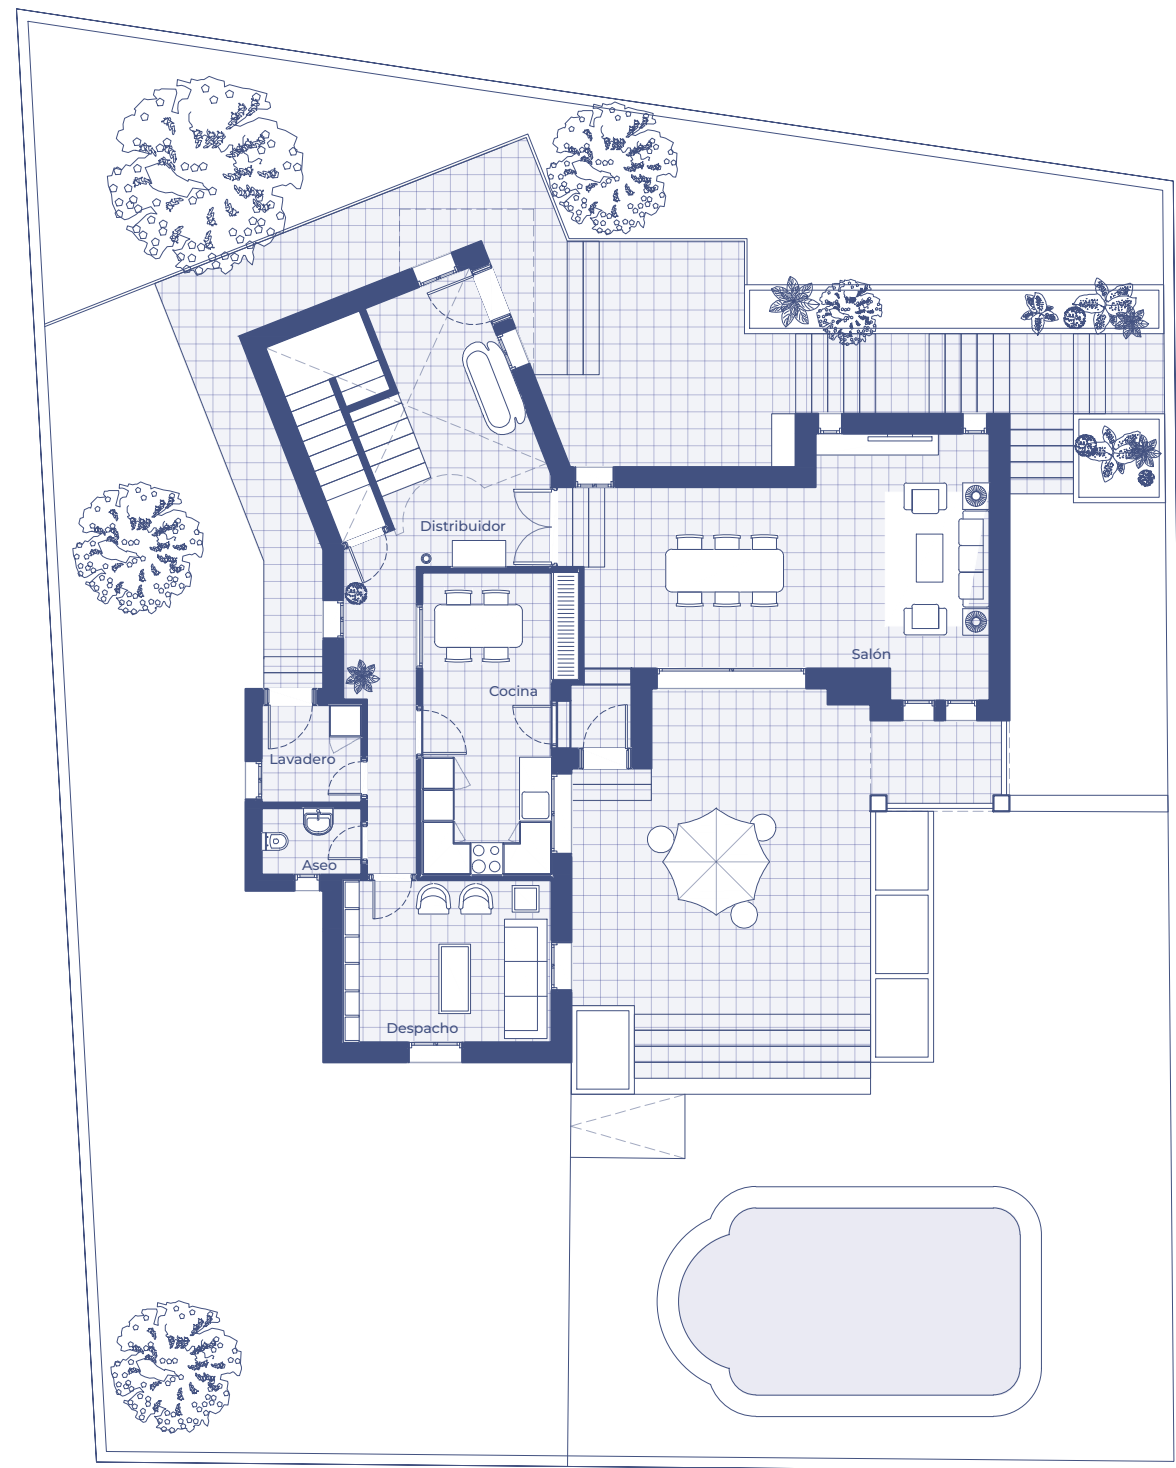 Distribuidor
Salón
Cocina
Lavadero
Aseo
Despacho